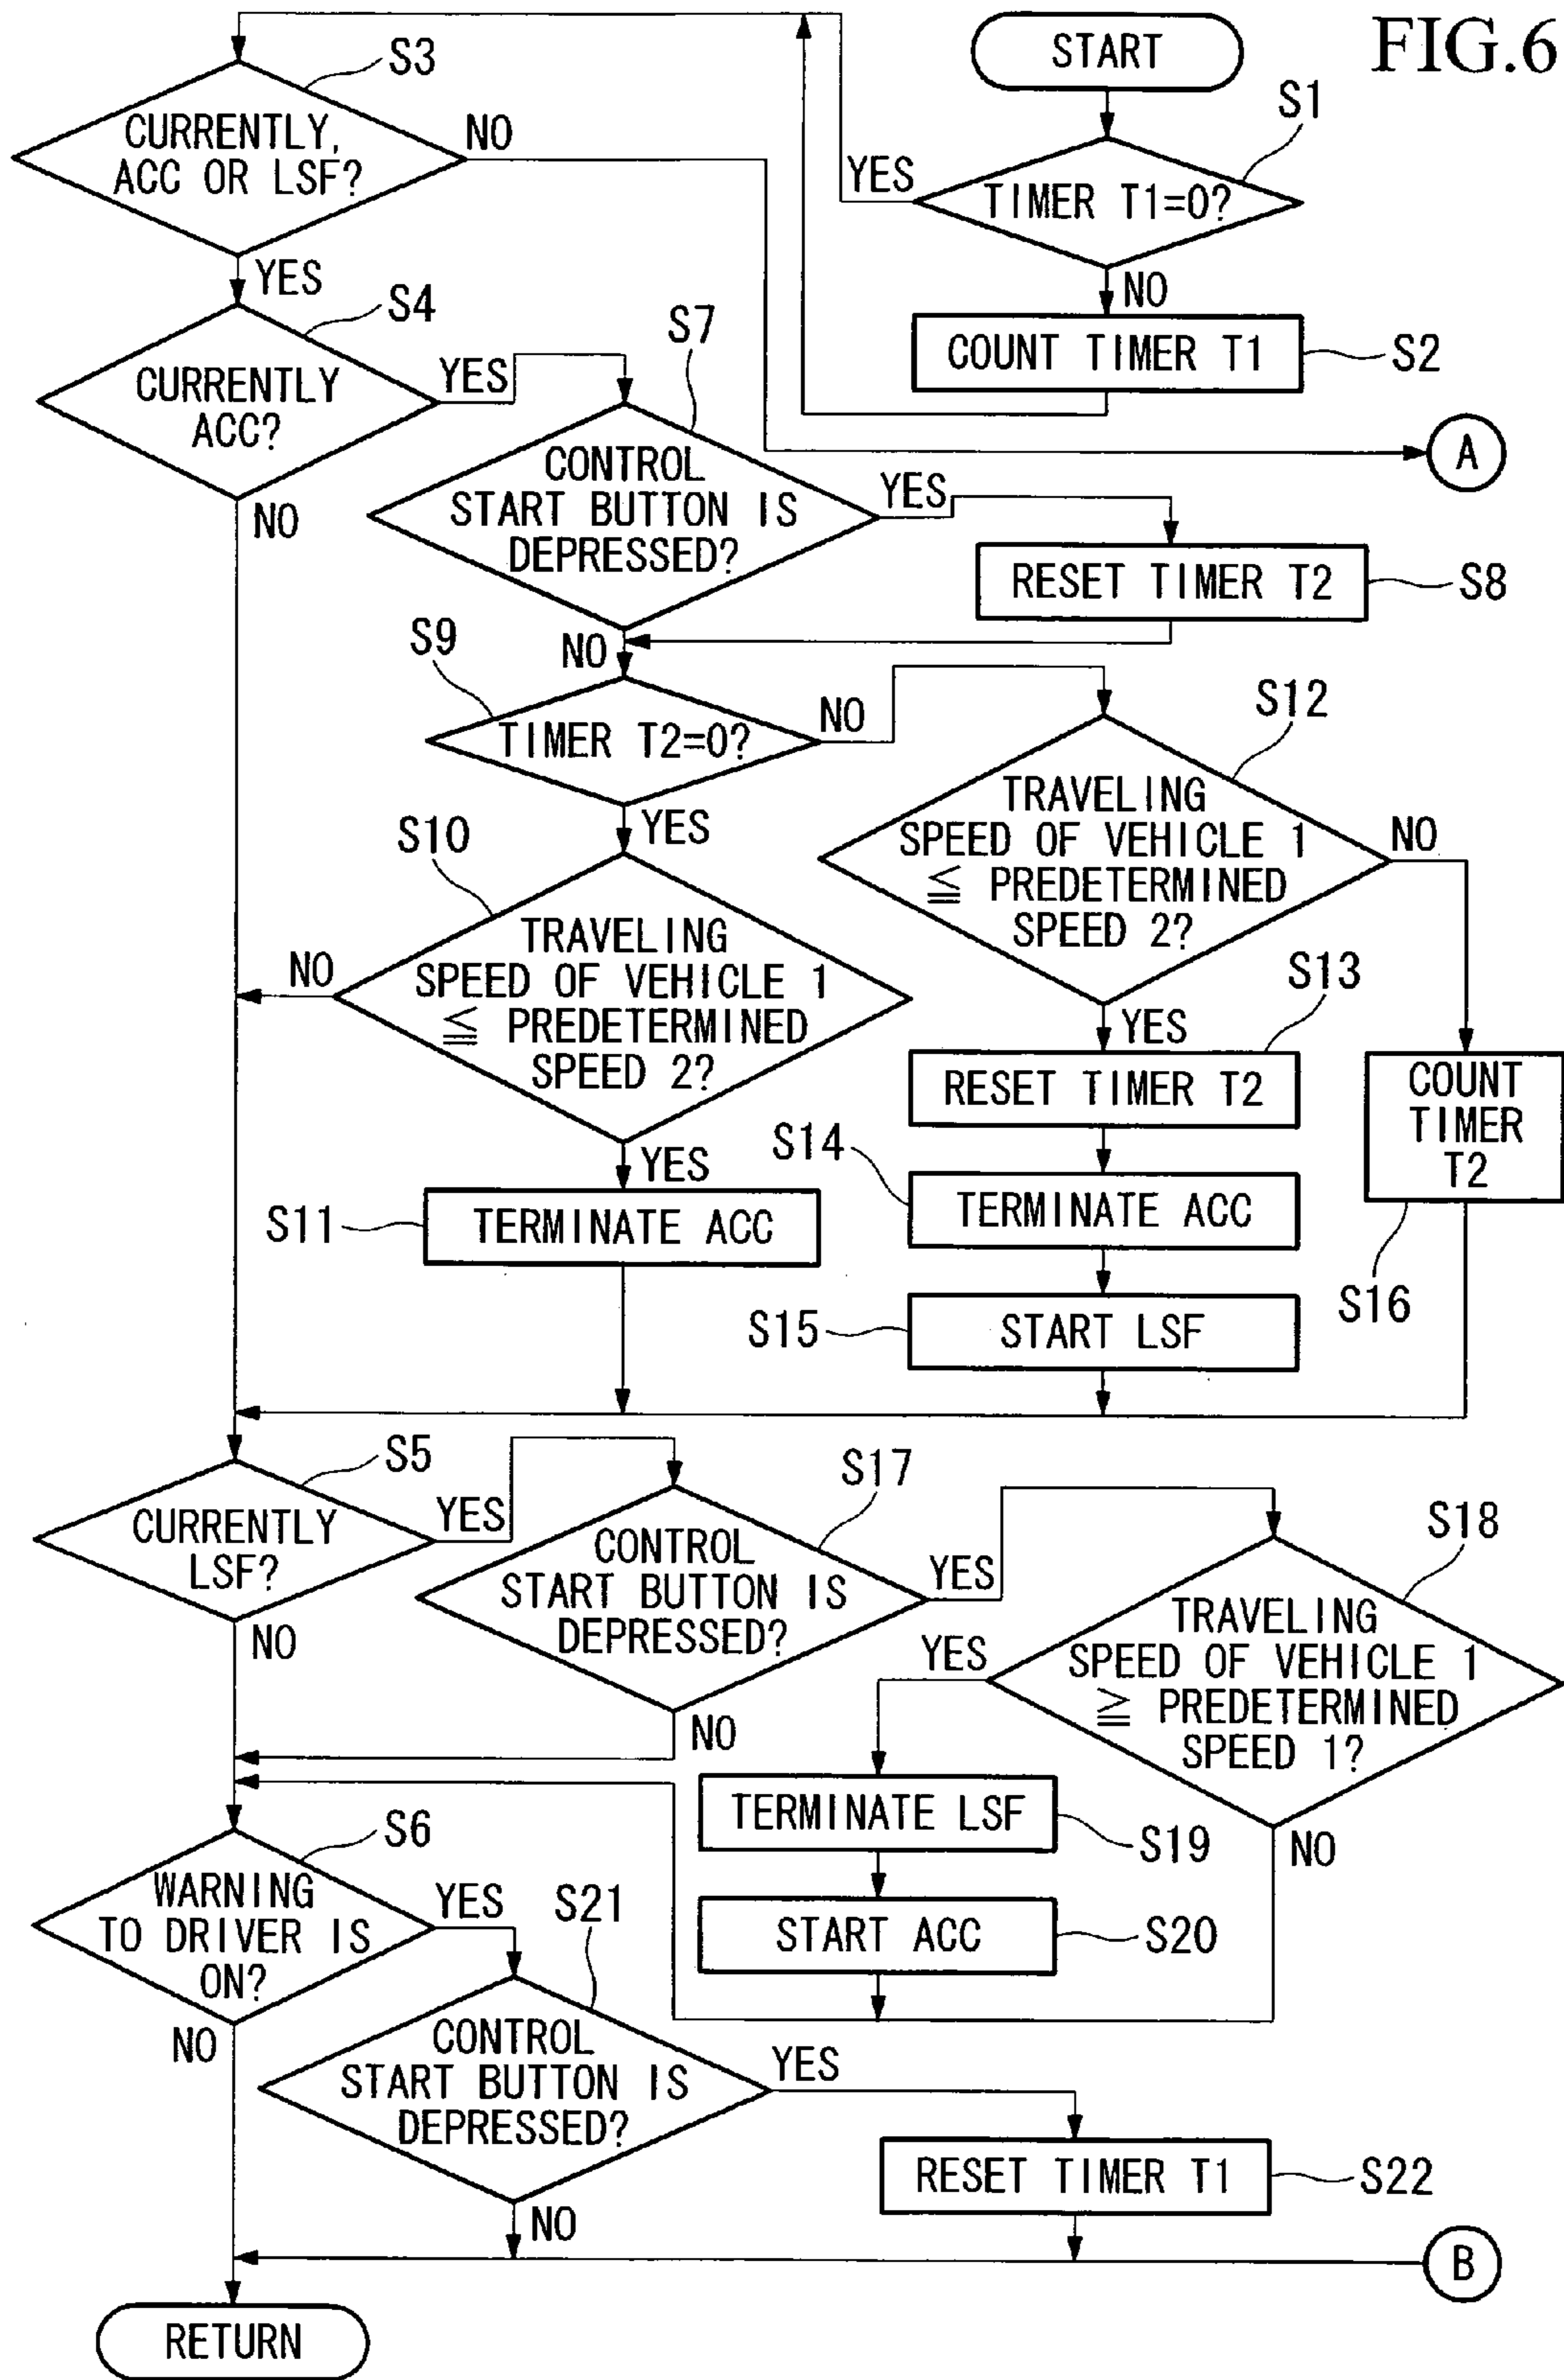 FIG.6
START
S1
TIMER T1=0?
YES
NO
COUNT TIMER T1
S2
S3
CURRENTLY,
ACC OR LSF?
NO
YES
A
S4
CURRENTLY
ACC?
YES
NO
S7
CONTROL
START BUTTON IS
DEPRESSED?
YES
NO
RESET TIMER T2
S8
S9
TIMER T2=0?
NO
YES
S10
TRAVELING
SPEED OF VEHICLE 1
≦ PREDETERMINED
SPEED 2?
NO
YES
S11
TERMINATE ACC
S12
TRAVELING
SPEED OF VEHICLE 1
≦ PREDETERMINED
SPEED 2?
NO
YES
S13
RESET TIMER T2
S14
TERMINATE ACC
S15
START LSF
COUNT
TIMER
T2
S16
S5
CURRENTLY
LSF?
YES
NO
S17
CONTROL
START BUTTON IS
DEPRESSED?
YES
NO
S18
TRAVELING
SPEED OF VEHICLE 1
≧ PREDETERMINED
SPEED 1?
YES
NO
TERMINATE LSF
S19
START ACC
S20
S6
WARNING
TO DRIVER IS
ON?
YES
NO
S21
CONTROL
START BUTTON IS
DEPRESSED?
YES
NO
RESET TIMER T1
S22
B
RETURN